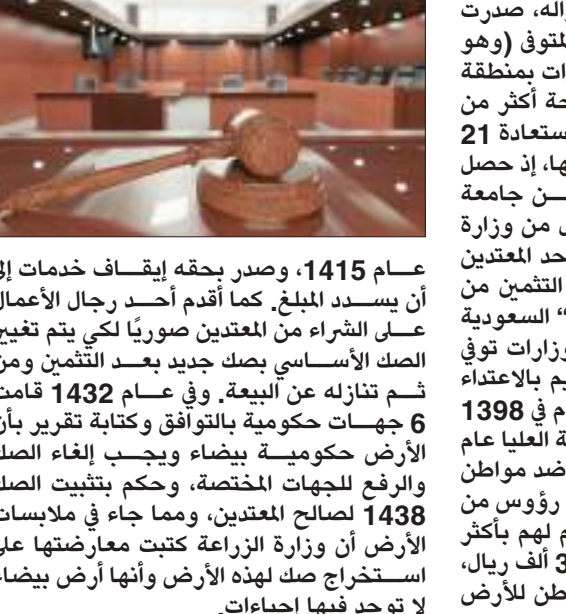 واله، صدرت
لمتوفى (وهو
ات بمنطقة
حة أكثر من
ستعادة 21
ها، إذ حصل
ـن جامعة
ى من وزارة
حد المعتدين
التثمين من
“ السعودية
وزارات توفي
يم بالاعتداء
م في 1398
ة العليا عام
ضد مواطن
رؤوس من
م لهم بأكثر
3 ألف ريال،
طن للأرض
عـــام 1415، وصدر بحقه إيقـــاف خدمات إلى
أن يســـدد المبلغ. كما أقدم أحـــد رجال الأعمال
عـــلى الشراء من المعتدين صوريًا لكي يتم تغيير
الصك الأســـاسي بصك جديد بعـــد التثمين ومن
ثـــم تنازله عن البيعة. وفي عـــام 1432 قامت
6 جهـــات حكومية بالتوافق وكتابة تقرير بأن
الأرض حكوميـــة بيضاء ويجـــب إلغاء الصك
والرفع للجهات المختصة، وحكم بتثبيت الصك
1438 لصالح المعتدين، ومما جاء في ملابسات
الأرض أن وزارة الزراعة كتبت معارضتها على
اســـتخراج صك لهذه الأرض وأنها أرض بيضاء
لا توجد فيها إحياءات.